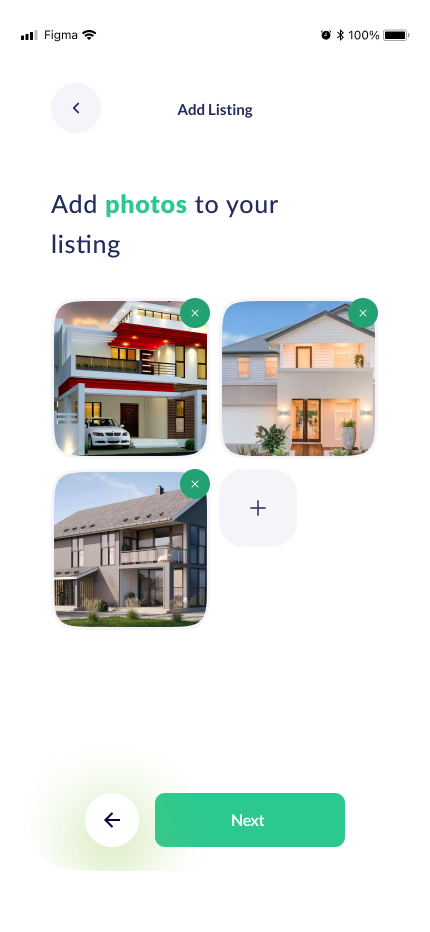 Figma
100%
Add Listing
Add photos to your
listing
Next